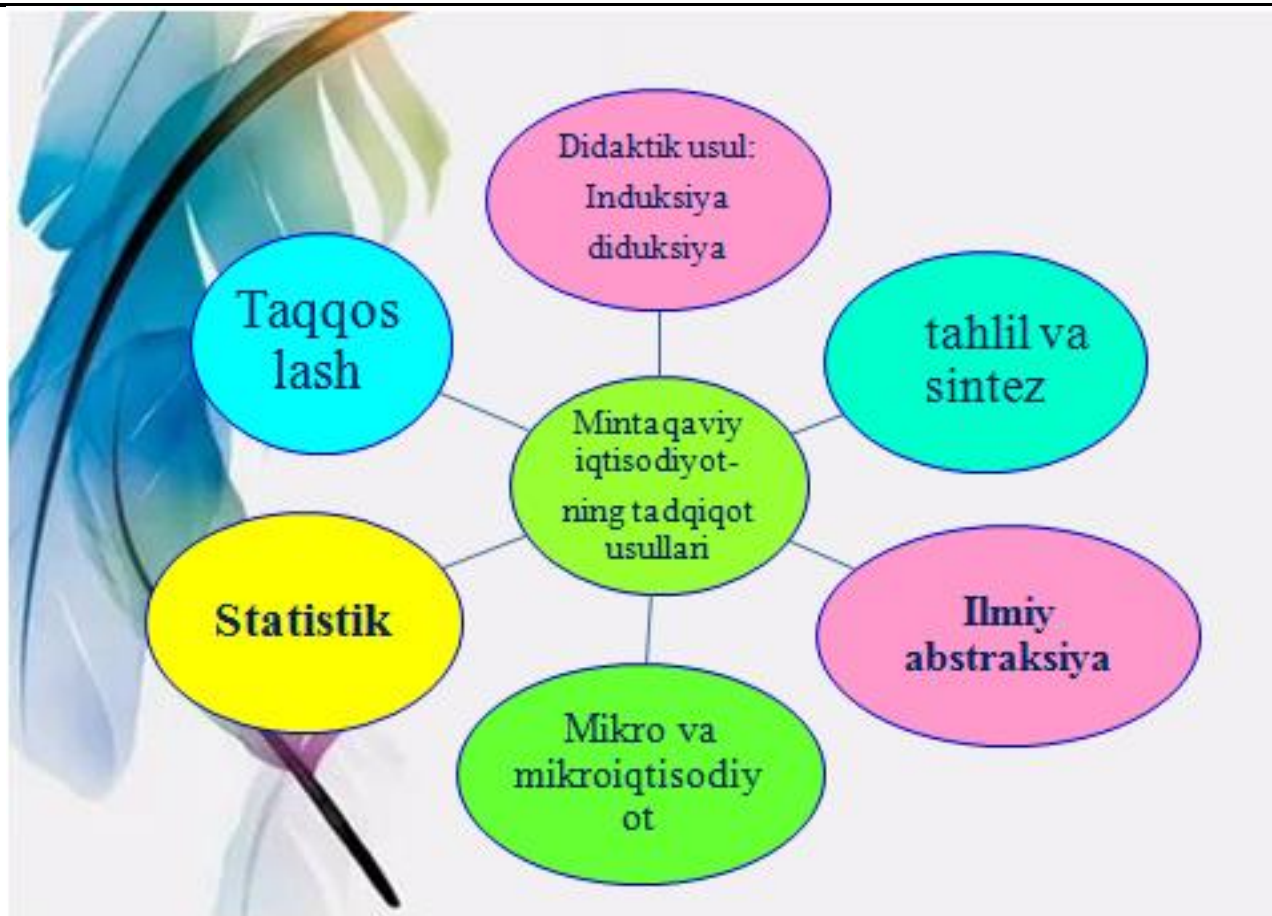 Didaktik usul:
Induksiya
diduksiya
Taqqos
lash
tahlil va
sintez
Mintaqaviy
iqtisodiyot-
ning tadqiqot
usullari
Statistik
Ilmiy
abstraksiya
Mikro va
mikroiqtisodiy
ot